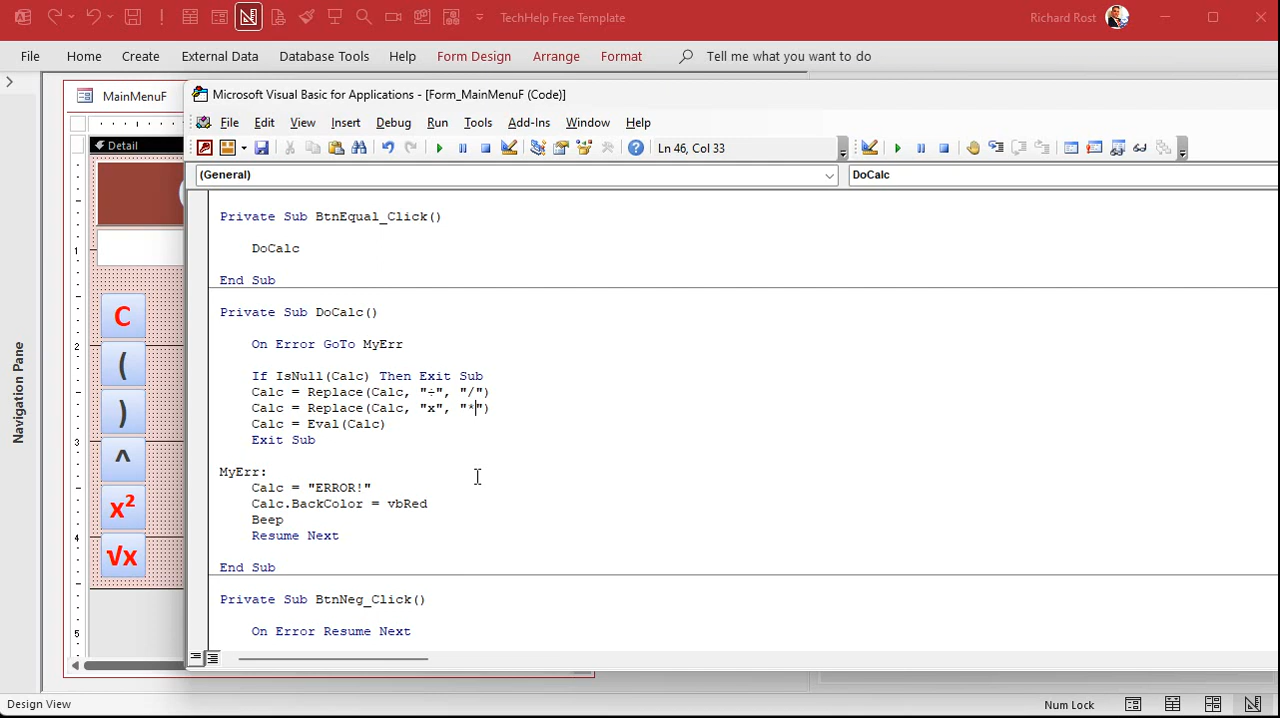 TechHelp Free Template
Richard Rost
File Home Create External Data Database Tools Help Form Design Arrange Format Tell me what you want to do
MainMenuF
Microsoft Visual Basic for Applications - [Form_MainMenuF (Code)]
File Edit View Insert Debug Run Tools Add-Ins Window Help
Detail
Ln 46, Col 33
(General)
DoCalc
Private Sub BtnEqual_Click()
DoCalc
End Sub
Private Sub DoCalc()
On Error GoTo MyErr
If IsNull(Calc) Then Exit Sub
Calc = Replace(Calc, "÷", "/")
Calc = Replace(Calc, "x", "*")
Calc = Eval(Calc)
Exit Sub
MyErr:
Calc = "ERROR!"
Calc.BackColor = vbRed
Beep
Resume Next
End Sub
Private Sub BtnNeg_Click()
On Error Resume Next
Navigation Pane
1
2
3
4
5
C
(
)
^
x²
√x
Design View
Num Lock